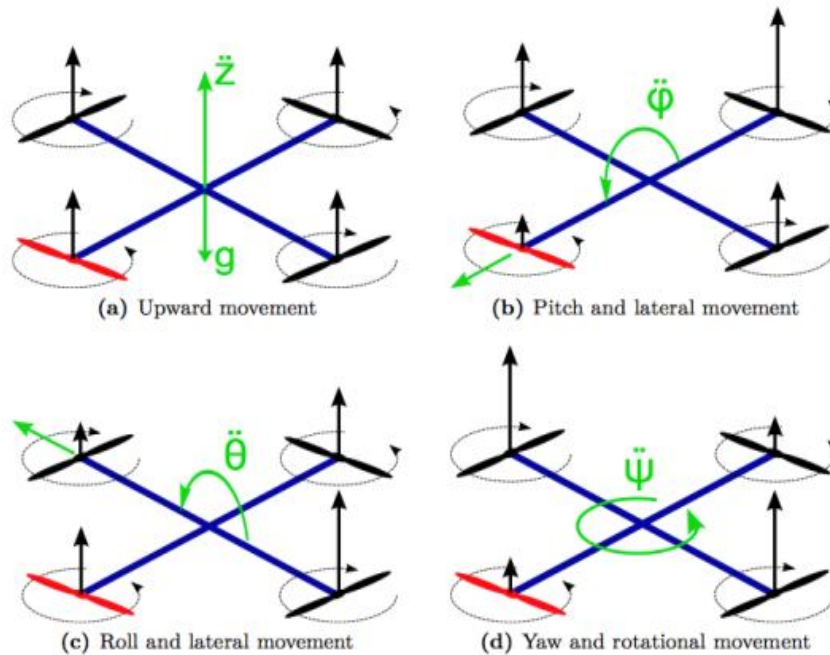 z̈
g
φ̈
(a) Upward movement
(b) Pitch and lateral movement
θ̈
ψ̈
(c) Roll and lateral movement
(d) Yaw and rotational movement